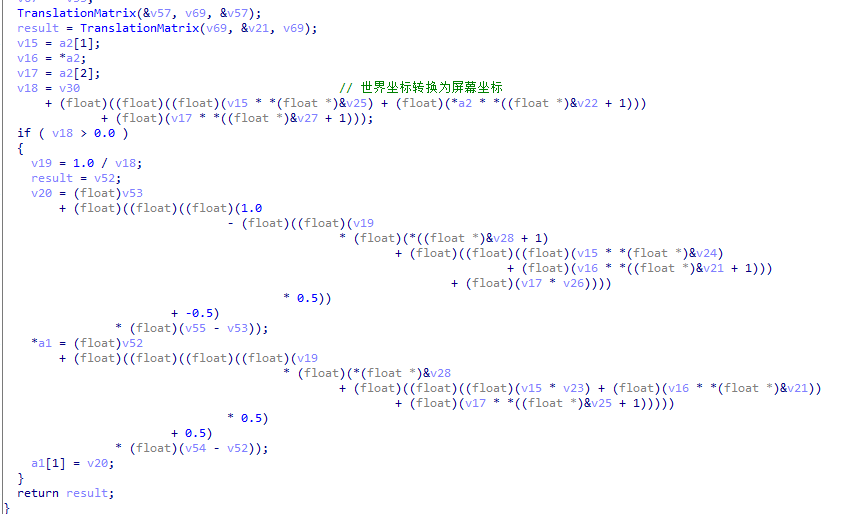 TranslationMatrix(&v57, v69, &v57);
result = TranslationMatrix(v69, &v21, v69);
v15 = a2[1];
v16 = *a2;
v17 = a2[2];
v18 = v30 // 世界坐标转换为屏幕坐标
+ (float)((float)((float)(v15 * *(float *)&v25) + (float)(*a2 * *((float *)&v22 + 1)))
+ (float)(v17 * *((float *)&v27 + 1)));
if ( v18 > 0.0 )
{
v19 = 1.0 / v18;
result = v52;
v20 = (float)v53
+ (float)((float)((float)(1.0
- (float)((float)(v19
* (float)(*((float *)&v28 + 1)
+ (float)((float)((float)(v15 * *(float *)&v24)
+ (float)(v16 * *((float *)&v21 + 1)))
+ (float)(v17 * v26))))
* 0.5))
+ -0.5)
* (float)(v55 - v53));
*a1 = (float)v52
+ (float)((float)((float)((float)(v19
* (float)(*(float *)&v28
+ (float)((float)((float)(v15 * v23) + (float)(v16 * *(float *)&v21))
+ (float)(v17 * *((float *)&v25 + 1)))))
* 0.5)
+ 0.5)
* (float)(v54 - v52));
a1[1] = v20;
}
return result;
}